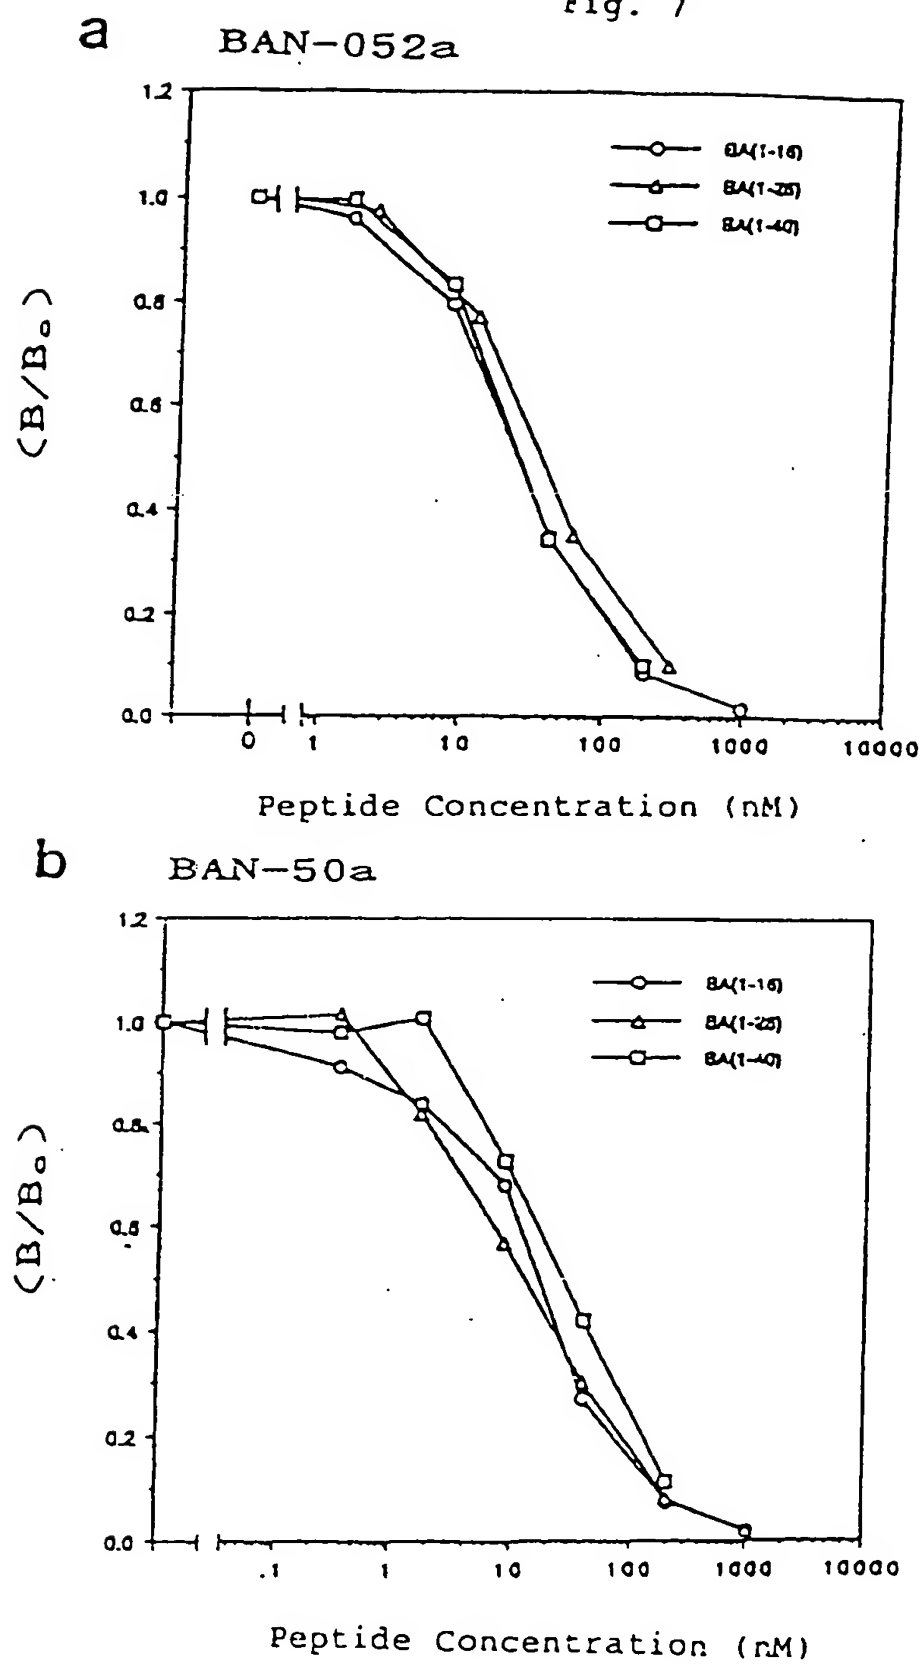 Fig. 7
a
BAN-052a
1.2
1.0
0.8
0.6
0.4
0.2
0.0
(B/Bo)
BA(1-16)
BA(1-28)
BA(1-40)
0 1 10 100 1000 10000
Peptide Concentration (nM)
b
BAN-50a
1.2
1.0
0.8
0.6
0.4
0.2
0.0
(B/Bo)
BA(1-16)
BA(1-28)
BA(1-40)
.1 1 10 100 1000 10000
Peptide Concentration (nM)